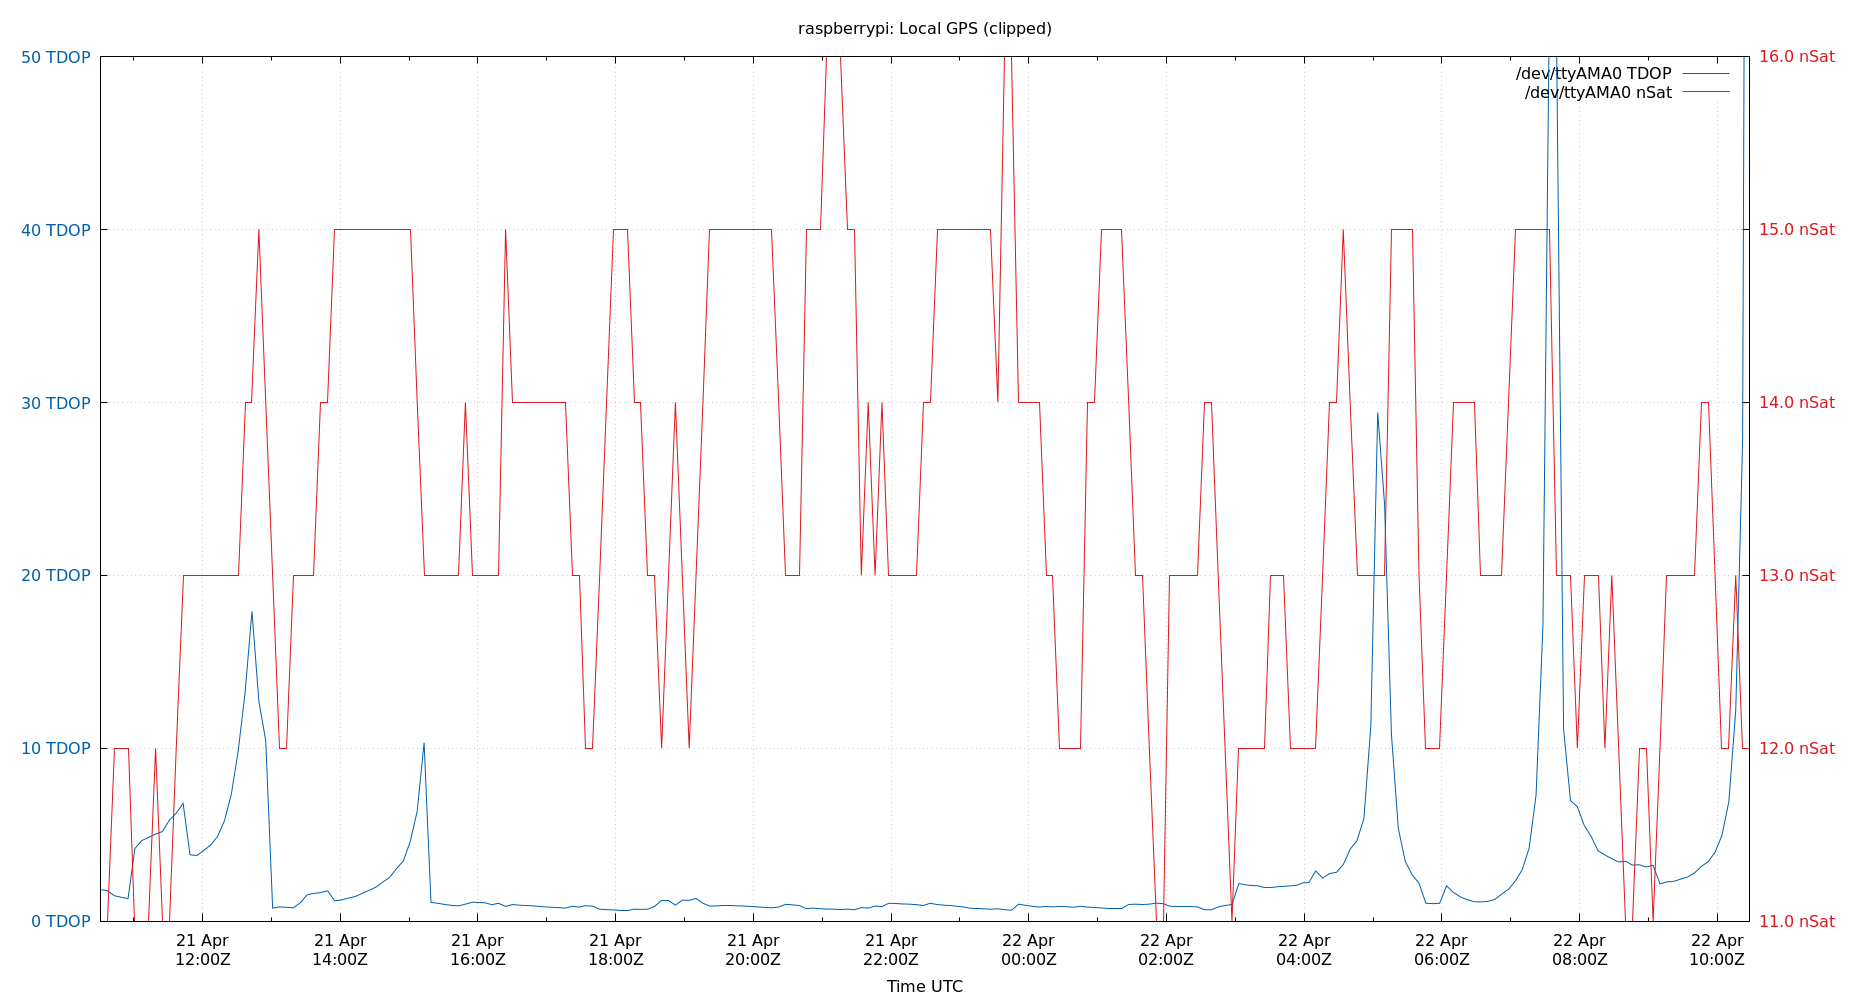 raspberrypi: Local GPS (clipped)
50 TDOP
40 TDOP
30 TDOP
20 TDOP
10 TDOP
0 TDOP
16.0 nSat
15.0 nSat
14.0 nSat
13.0 nSat
12.0 nSat
11.0 nSat
/dev/ttyAMA0 TDOP
/dev/ttyAMA0 nSat
21 Apr
12:00Z
21 Apr
14:00Z
21 Apr
16:00Z
21 Apr
18:00Z
21 Apr
20:00Z
21 Apr
22:00Z
22 Apr
00:00Z
22 Apr
02:00Z
22 Apr
04:00Z
22 Apr
06:00Z
22 Apr
08:00Z
22 Apr
10:00Z
Time UTC